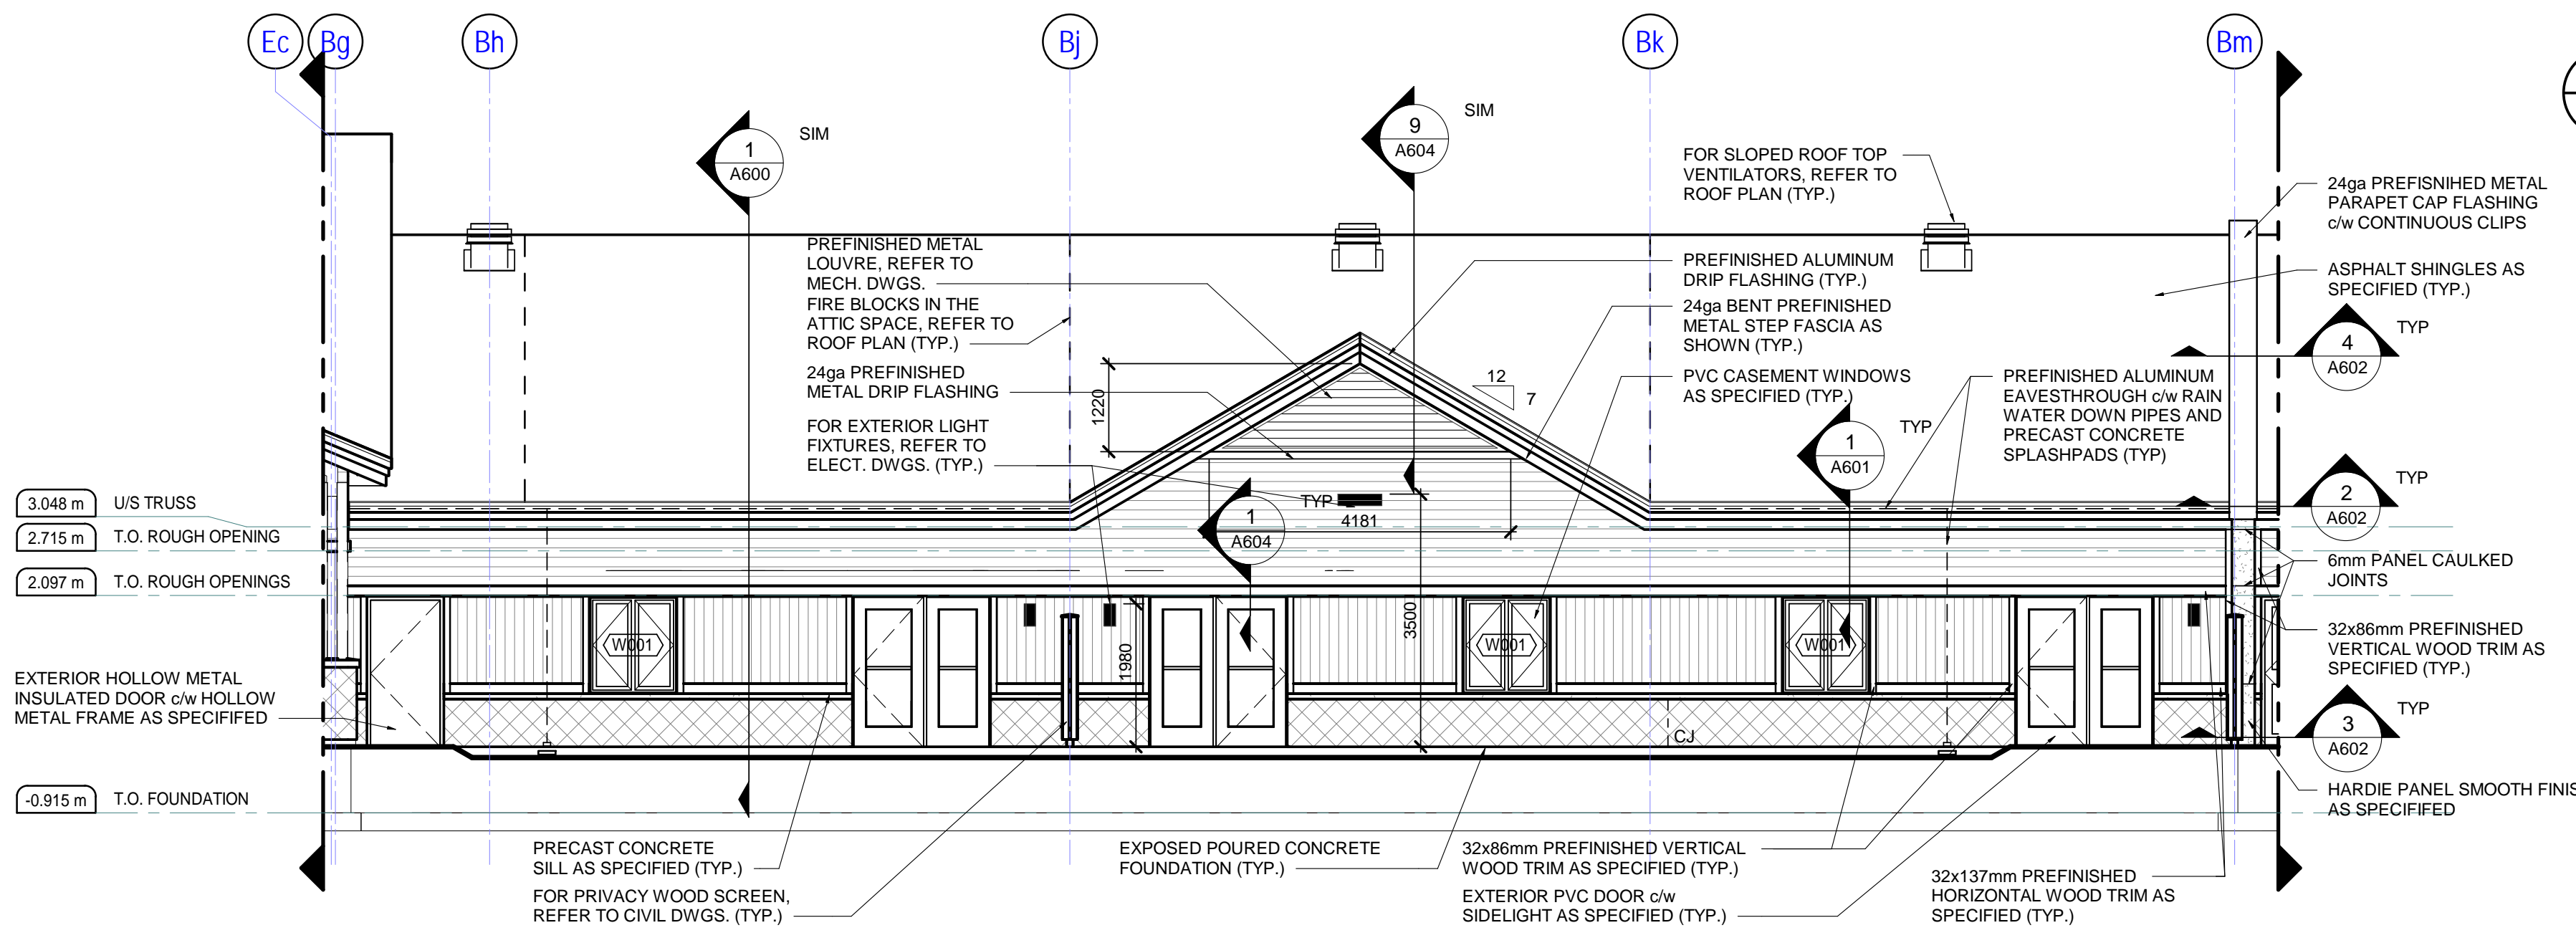 Ec
Bg
Bh
Bj
Bk
Bm
1
A600
SIM
9
A604
SIM
FOR SLOPED ROOF TOP
VENTILATORS, REFER TO
ROOF PLAN (TYP.)
24ga PREFISNIHED METAL
PARAPET CAP FLASHING
c/w CONTINUOUS CLIPS
PREFINISHED METAL
LOUVRE, REFER TO
MECH. DWGS.
FIRE BLOCKS IN THE
ATTIC SPACE, REFER TO
ROOF PLAN (TYP.)
24ga PREFINISHED
METAL DRIP FLASHING
FOR EXTERIOR LIGHT
FIXTURES, REFER TO
ELECT. DWGS. (TYP.)
PREFINISHED ALUMINUM
DRIP FLASHING (TYP.)
24ga BENT PREFINISHED
METAL STEP FASCIA AS
SHOWN (TYP.)
PVC CASEMENT WINDOWS
AS SPECIFIED (TYP.)
ASPHALT SHINGLES AS
SPECIFIED (TYP.)
4
A602
TYP
PREFINISHED ALUMINUM
EAVESTHROUGH c/w RAIN
WATER DOWN PIPES AND
PRECAST CONCRETE
SPLASHPADS (TYP)
1220
12
7
1
A601
TYP
2
A602
TYP
TYP
1
A604
4181
3.048 m U/S TRUSS
2.715 m T.O. ROUGH OPENING
2.097 m T.O. ROUGH OPENINGS
6mm PANEL CAULKED
JOINTS
32x86mm PREFINISHED
VERTICAL WOOD TRIM AS
SPECIFIED (TYP.)
W001
W001
W001
1980
3500
EXTERIOR HOLLOW METAL
INSULATED DOOR c/w HOLLOW
METAL FRAME AS SPECIFIFED
CJ
3
A602
TYP
-0.915 m T.O. FOUNDATION
HARDIE PANEL SMOOTH FINIS
AS SPECIFIFED
PRECAST CONCRETE
SILL AS SPECIFIED (TYP.)
FOR PRIVACY WOOD SCREEN,
REFER TO CIVIL DWGS. (TYP.)
EXPOSED POURED CONCRETE
FOUNDATION (TYP.)
32x86mm PREFINISHED VERTICAL
WOOD TRIM AS SPECIFIED (TYP.)
EXTERIOR PVC DOOR c/w
SIDELIGHT AS SPECIFIED (TYP.)
32x137mm PREFINISHED
HORIZONTAL WOOD TRIM AS
SPECIFIED (TYP.)